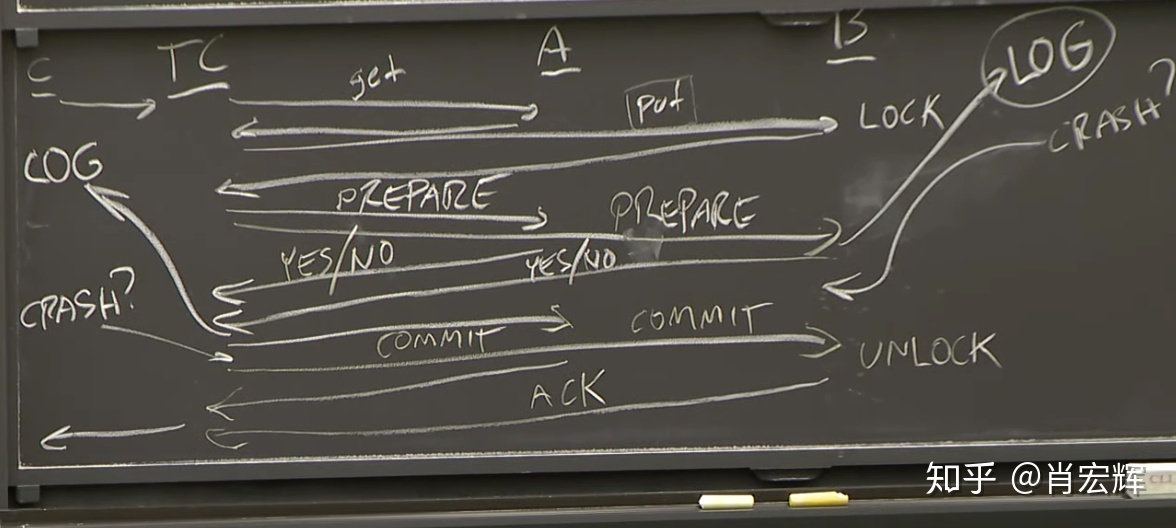 C
TC
A
B
get
put
LOCK
LOG
CRASH?
LOG
PREPARE
PREPARE
YES/NO
YES/NO
CRASH?
COMMIT
COMMIT
UNLOCK
ACK
知乎 @肖宏辉